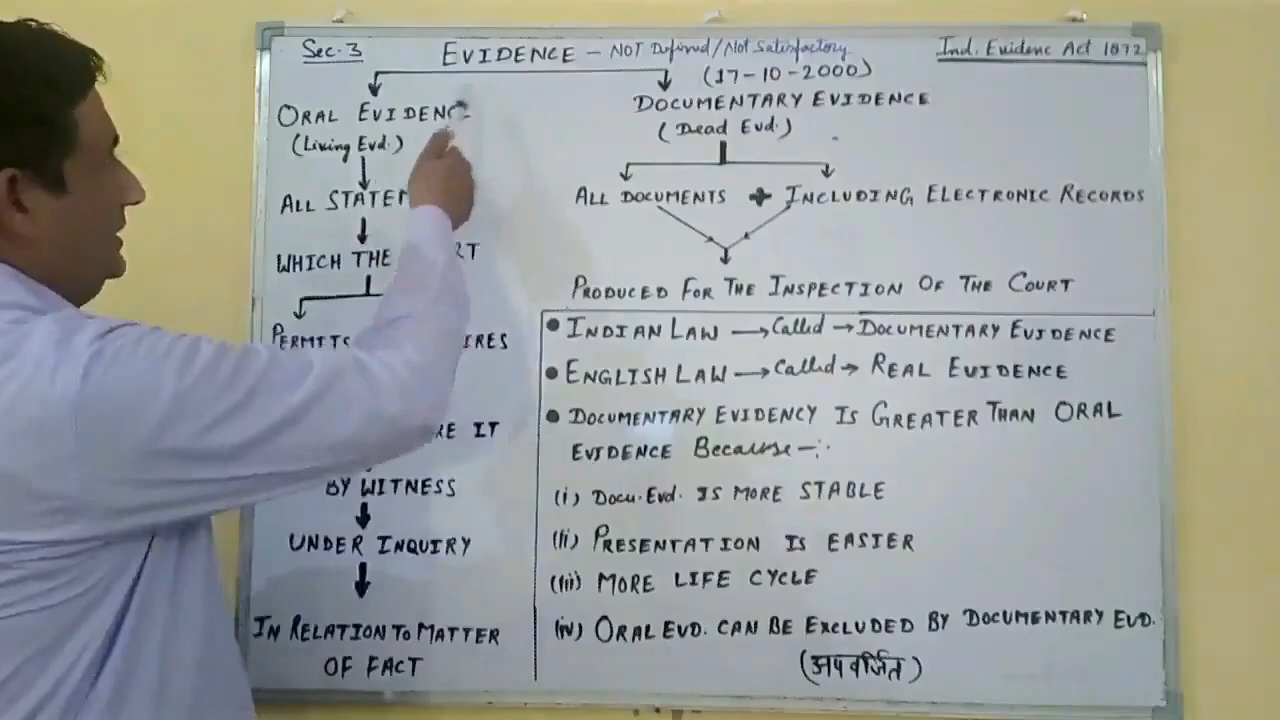 Sec. 3
EVIDENCE – NOT Defined/Not Satisfactory
Ind. Evidenc Act 1872
(17-10-2000)
ORAL EVIDENCE
(Living Evd.)
ALL
WHICH THE
PERMITS
IT
BY WITNESS
UNDER INQUIRY
IN RELATION TO MATTER
OF FACT
DOCUMENTARY EVIDENCE
(Dead Evd.)
ALL DOCUMENTS + INCLUDING ELECTRONIC RECORDS
PRODUCED FOR THE INSPECTION OF THE COURT
• INDIAN LAW → Called → DOCUMENTARY EVIDENCE
• ENGLISH LAW → Called → REAL EVIDENCE
• DOCUMENTARY EVIDENCY IS GREATER THAN ORAL
EVIDENCE Because –:
(i) Docu. Evd. IS MORE STABLE
(ii) PRESENTATION IS EASIER
(iii) MORE LIFE CYCLE
(iv) ORAL EVD. CAN BE EXCLUDED BY DOCUMENTARY EVD.
(अपवर्जित)